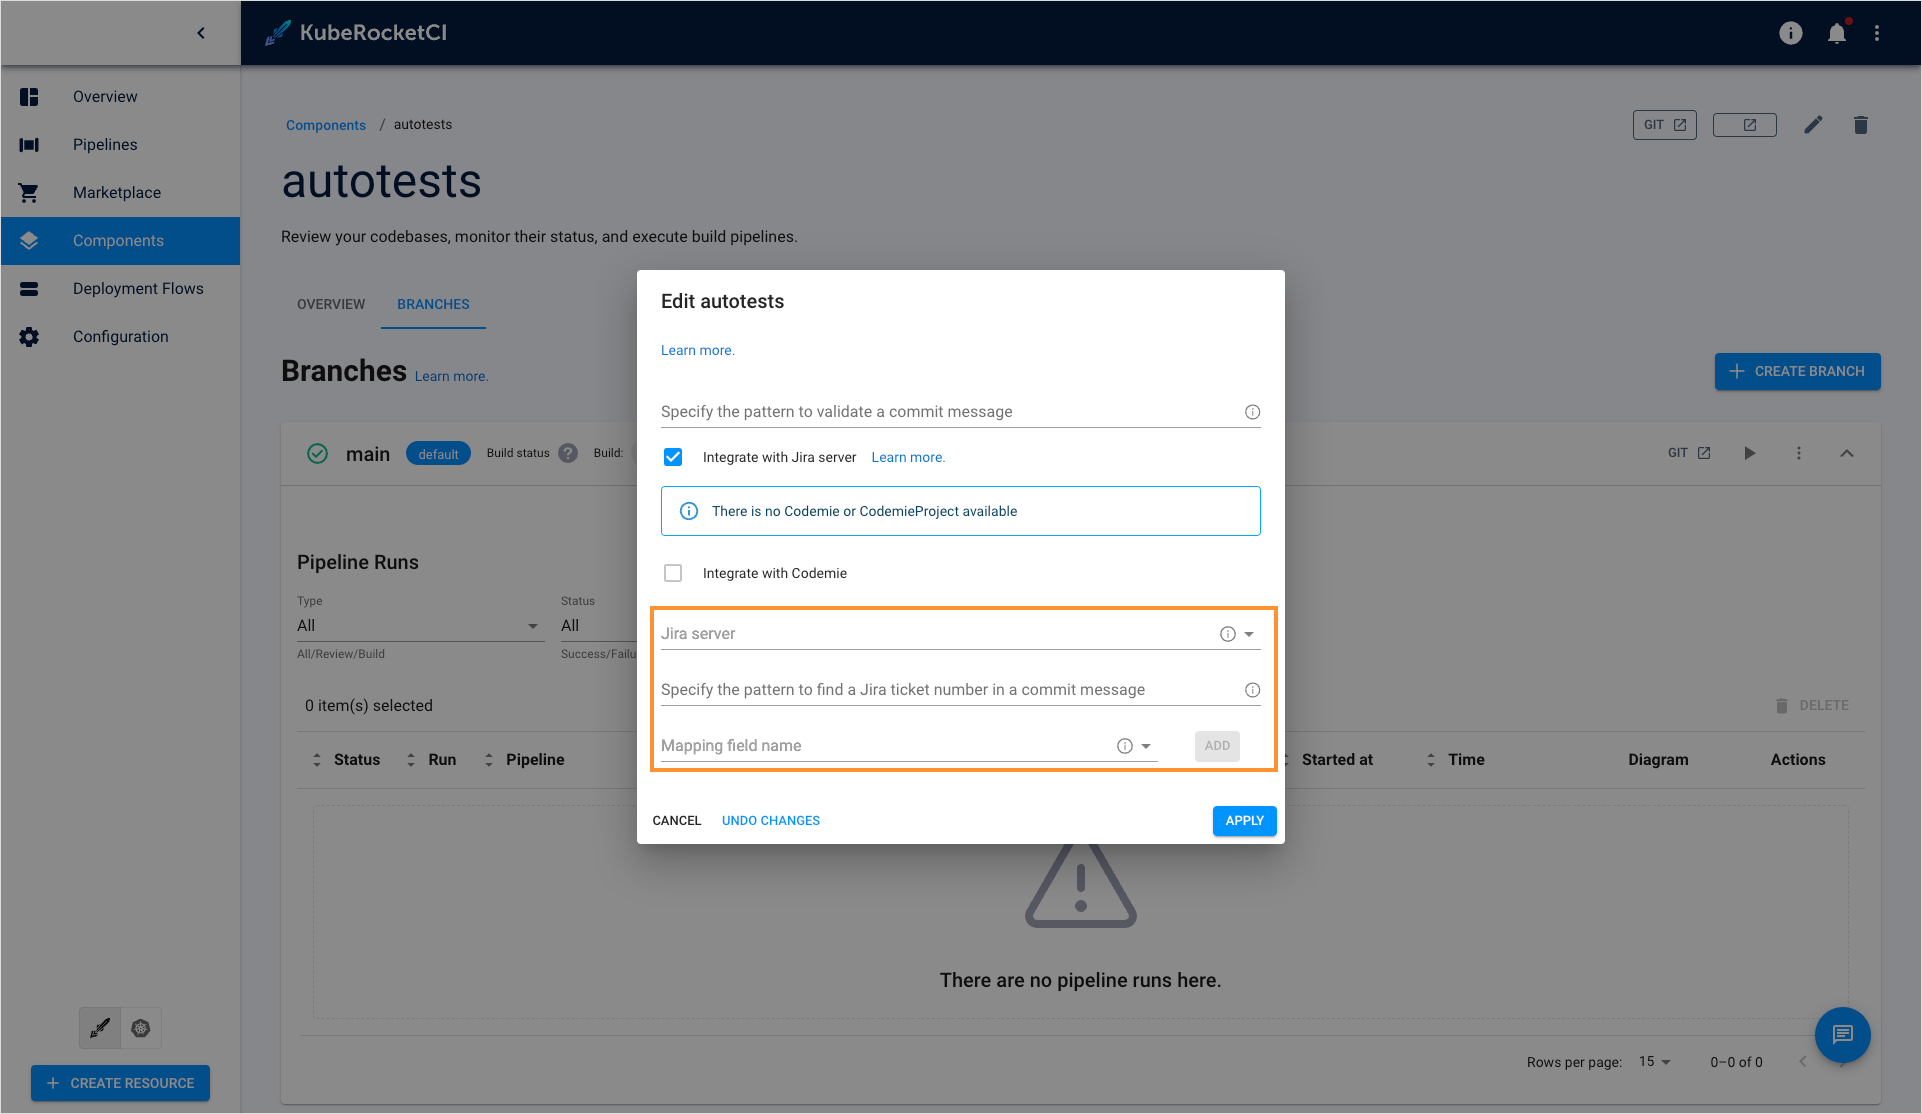 KubeRocketCI
Overview
Pipelines
Marketplace
Components
Deployment Flows
Configuration
CREATE RESOURCE
Components / autotests
GIT
autotests
Review your codebases, monitor their status, and execute build pipelines.
OVERVIEW BRANCHES
Branches Learn more.
CREATE BRANCH
main default Build status ? Build:
GIT
Pipeline Runs
Type
All
All/Review/Build
Status
All
Success/Failu
0 item(s) selected
DELETE
Status Run Pipeline Started at Time Diagram Actions
There are no pipeline runs here.
Rows per page: 15 0–0 of 0
Edit autotests
Learn more.
Specify the pattern to validate a commit message
Integrate with Jira server Learn more.
There is no Codemie or CodemieProject available
Integrate with Codemie
Jira server
Specify the pattern to find a Jira ticket number in a commit message
Mapping field name
ADD
CANCEL UNDO CHANGES APPLY